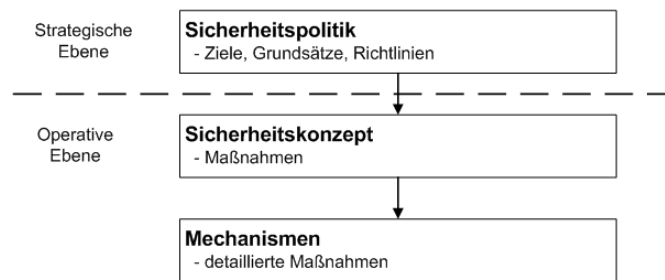 Strategische
Ebene
Sicherheitspolitik
- Ziele, Grundsätze, Richtlinien
Operative
Ebene
Sicherheitskonzept
- Maßnahmen
Mechanismen
- detaillierte Maßnahmen